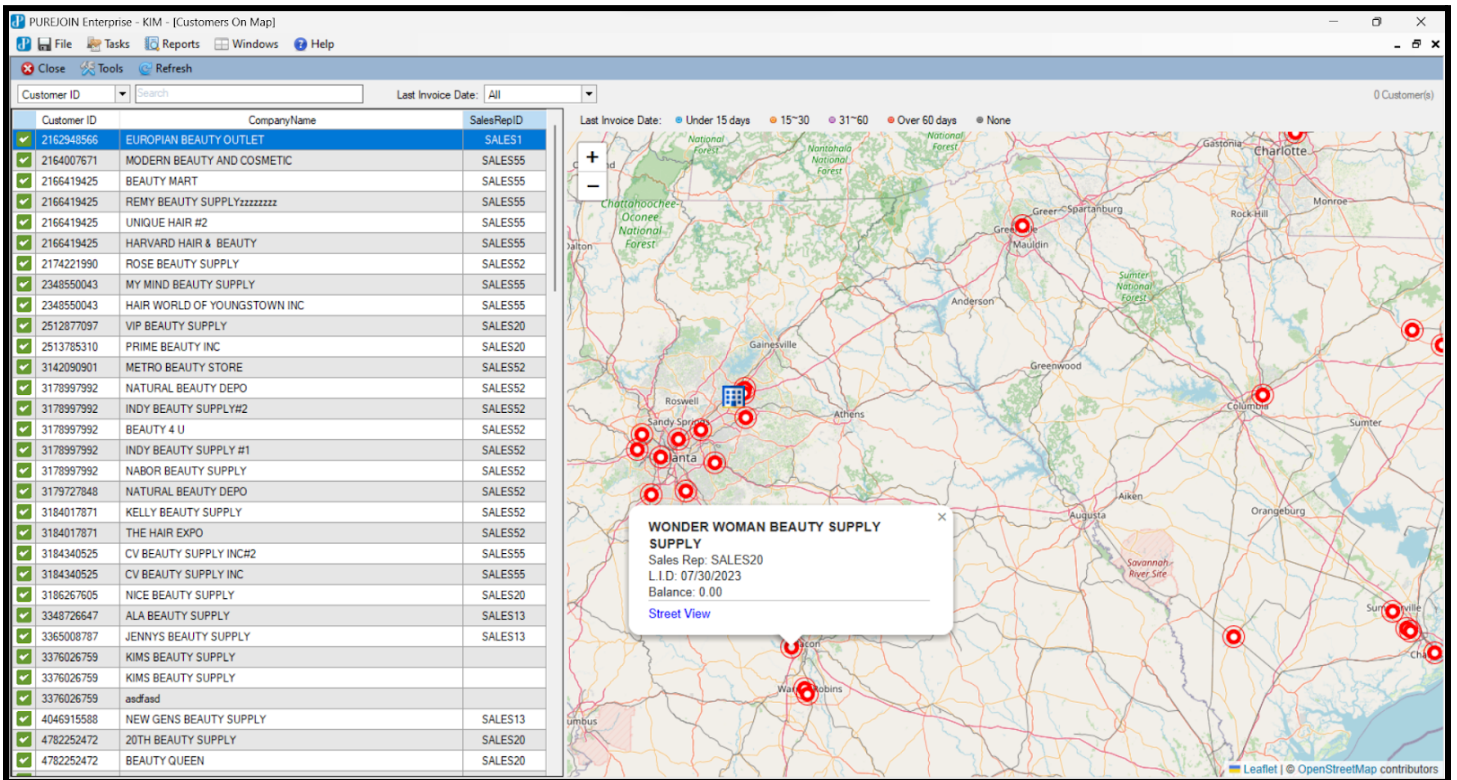 PUREJOIN Enterprise - KIM - [Customers On Map]
File Tasks Reports Windows Help
Close Tools Refresh
Customer ID Search Last Invoice Date: All 0 Customer(s)
Customer ID CompanyName SalesRepID
2162948566 EUROPIAN BEAUTY OUTLET SALES1
2164007671 MODERN BEAUTY AND COSMETIC SALES55
2166419425 BEAUTY MART SALES55
2166419425 REMY BEAUTY SUPPLYzzzzzzzz SALES55
2166419425 UNIQUE HAIR #2 SALES55
2166419425 HARVARD HAIR & BEAUTY SALES55
2174221990 ROSE BEAUTY SUPPLY SALES52
2348550043 MY MIND BEAUTY SUPPLY SALES55
2348550043 HAIR WORLD OF YOUNGSTOWN INC SALES55
2512877097 VIP BEAUTY SUPPLY SALES20
2513785310 PRIME BEAUTY INC SALES20
3142090901 METRO BEAUTY STORE SALES52
3178997992 NATURAL BEAUTY DEPO SALES52
3178997992 INDY BEAUTY SUPPLY#2 SALES52
3178997992 BEAUTY 4 U SALES52
3178997992 INDY BEAUTY SUPPLY #1 SALES52
3178997992 NABOR BEAUTY SUPPLY SALES52
3179727848 NATURAL BEAUTY DEPO SALES52
3184017871 KELLY BEAUTY SUPPLY SALES52
3184017871 THE HAIR EXPO SALES52
3184340525 CV BEAUTY SUPPLY INC#2 SALES55
3184340525 CV BEAUTY SUPPLY INC SALES55
3186267605 NICE BEAUTY SUPPLY SALES20
3348726647 ALA BEAUTY SUPPLY SALES13
3365008787 JENNYS BEAUTY SUPPLY SALES13
3376026759 KIMS BEAUTY SUPPLY
3376026759 KIMS BEAUTY SUPPLY
3376026759 asdfasd
4046915588 NEW GENS BEAUTY SUPPLY SALES13
4782252472 20TH BEAUTY SUPPLY SALES20
4782252472 BEAUTY QUEEN SALES20
Last Invoice Date: Under 15 days 15~30 31~60 Over 60 days None
+
−
National
Forest
Nantahala
National
Forest
National
Forest
Gastonia
Charlotte
Chattahoochee-
Oconee
National
Forest
Greer
Spartanburg
Rock Hill
Monroe
Mauldin
Sumter
National
Forest
Anderson
Gainesville
Greenwood
Roswell
Athens
Columbia
Sumter
Sandy Springs
Aiken
Augusta
Orangeburg
Savannah
River Site
WONDER WOMAN BEAUTY SUPPLY
SUPPLY
Sales Rep: SALES20
L.I.D: 07/30/2023
Balance: 0.00
Street View
×
Leaflet | © OpenStreetMap contributors